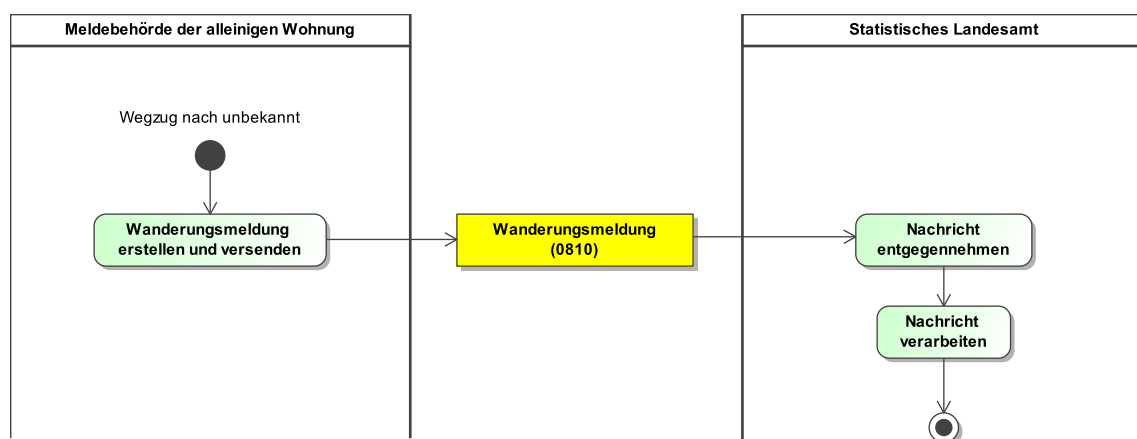 Meldebehörde der alleinigen Wohnung
Statistisches Landesamt
Wegzug nach unbekannt
Wanderungsmeldung
erstellen und versenden
Wanderungsmeldung
(0810)
Nachricht
entgegennehmen
Nachricht
verarbeiten